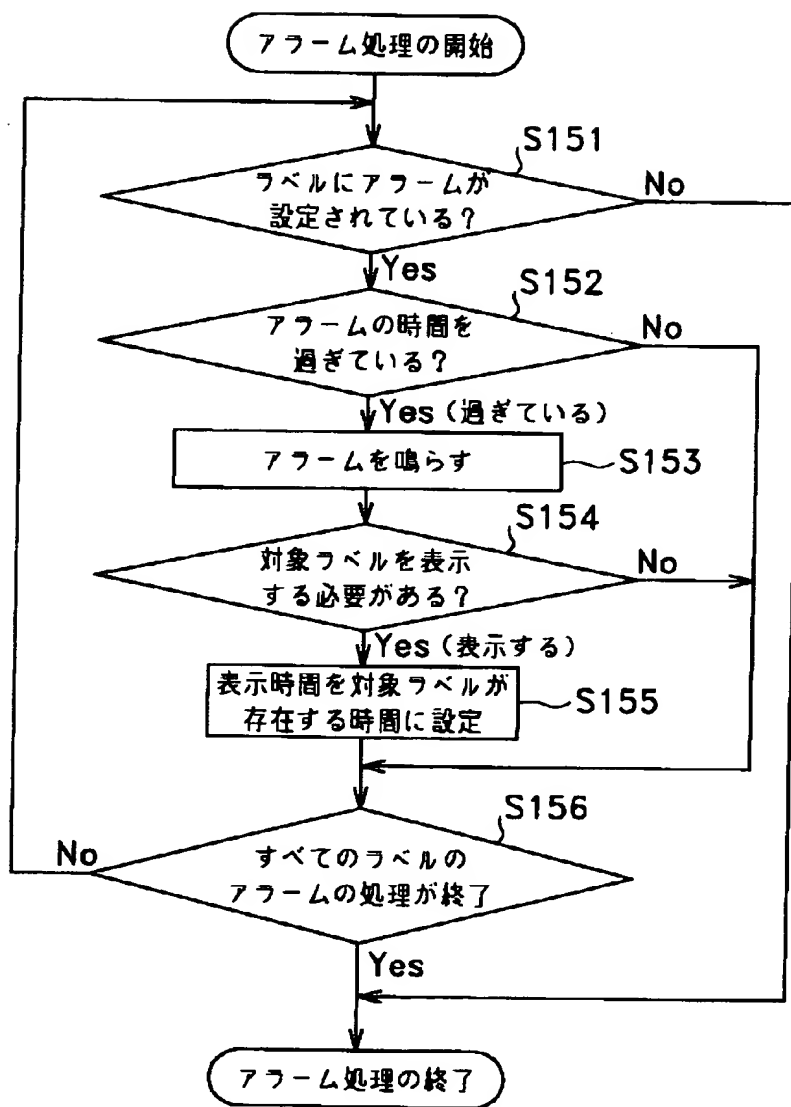 アラーム処理の開始
S151
ラベルにアラームが
設定されている?
No
Yes
S152
アラームの時間を
過ぎている?
No
Yes(過ぎている)
アラームを鳴らす
S153
S154
対象ラベルを表示
する必要がある?
No
Yes(表示する)
表示時間を対象ラベルが
存在する時間に設定
S155
S156
すべてのラベルの
アラームの処理が終了
No
Yes
アラーム処理の終了